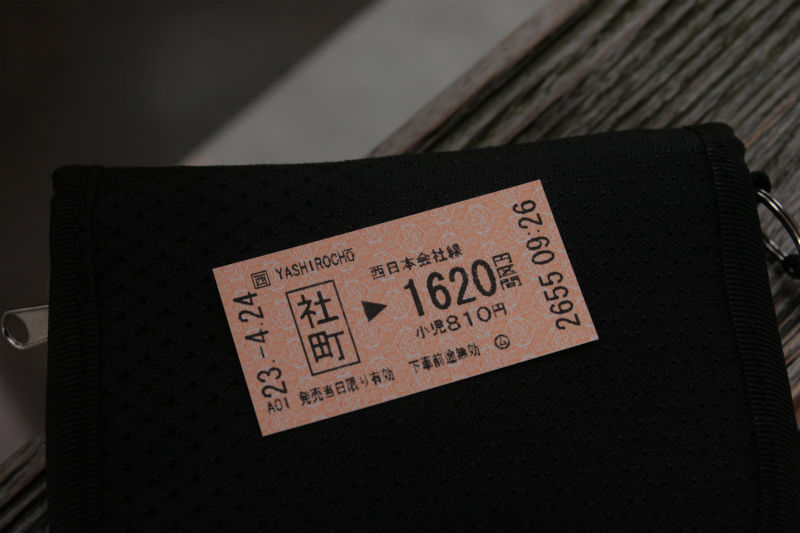 西 YASHIROCHŌ
西日本会社線
社町 ▶ 1620円区間
小児810円
23.-4.24
2655 09:26
A01 発売当日限り有効 下車前途無効 ム